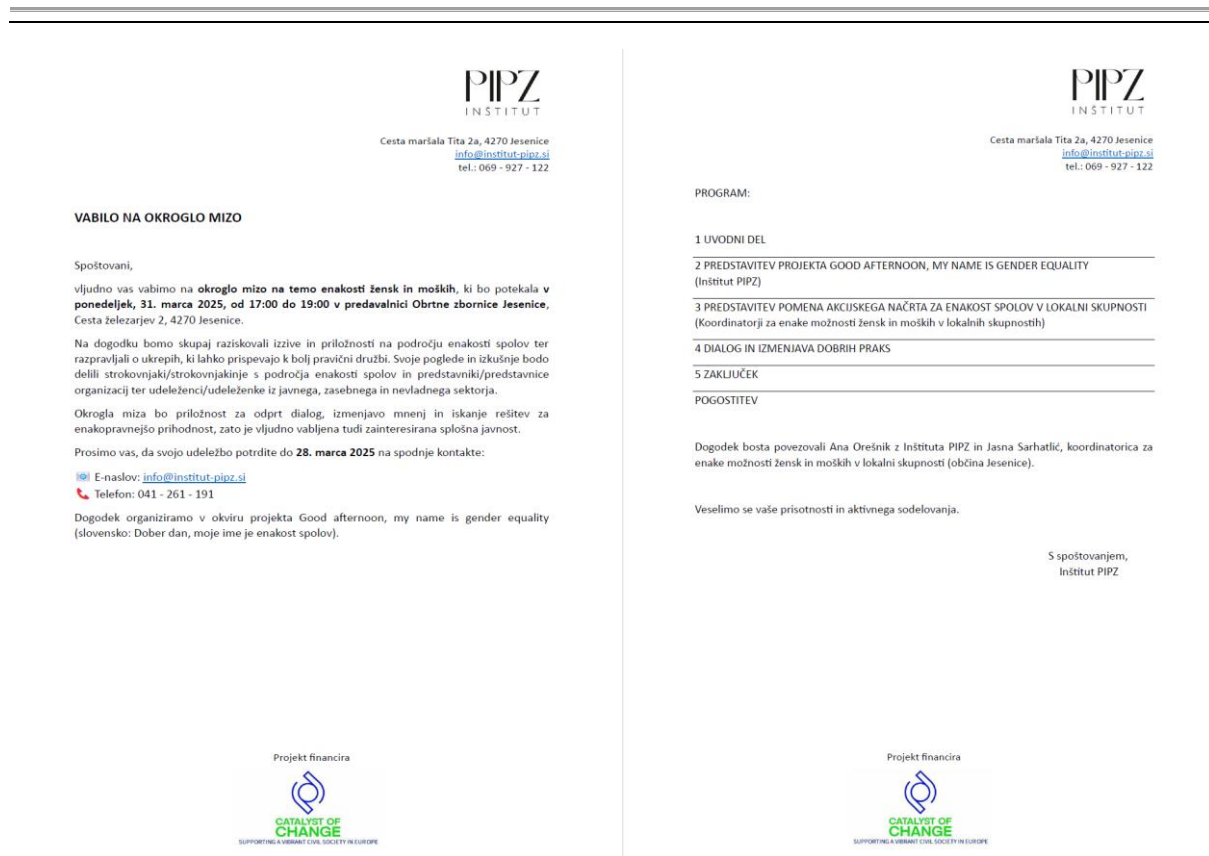 PIPZ
INŠTITUT
Cesta maršala Tita 2a, 4270 Jesenice
info@institut-pipz.si
tel.: 069 - 927 - 122
VABILO NA OKROGLO MIZO
Spoštovani,
vljudno vas vabimo na okroglo mizo na temo enakosti žensk in moških, ki bo potekala v
ponedeljek, 31. marca 2025, od 17:00 do 19:00 v predavalnici Obrtne zbornice Jesenice,
Cesta železarjev 2, 4270 Jesenice.
Na dogodku bomo skupaj raziskovali izzive in priložnosti na področju enakosti spolov ter
razpravljali o ukrepih, ki lahko prispevajo k bolj pravični družbi. Svoje poglede in izkušnje bodo
delili strokovnjaki/strokovnjakinje s področja enakosti spolov in predstavniki/predstavnice
organizacij ter udeleženci/udeleženke iz javnega, zasebnega in nevladnega sektorja.
Okrogla miza bo priložnost za odprt dialog, izmenjavo mnenj in iskanje rešitev za
enakopravnejšo prihodnost, zato je vljudno vabljena tudi zainteresirana splošna javnost.
Prosimo vas, da svojo udeležbo potrdite do 28. marca 2025 na spodnje kontakte:
E-naslov: info@institut-pipz.si
Telefon: 041 - 261 - 191
Dogodek organiziramo v okviru projekta Good afternoon, my name is gender equality
(slovensko: Dober dan, moje ime je enakost spolov).
Projekt financira
CATALYST OF
CHANGE
SUPPORTING A VIBRANT CIVIL SOCIETY IN EUROPE
PIPZ
INŠTITUT
Cesta maršala Tita 2a, 4270 Jesenice
info@institut-pipz.si
tel.: 069 - 927 - 122
PROGRAM:
1 UVODNI DEL
2 PREDSTAVITEV PROJEKTA GOOD AFTERNOON, MY NAME IS GENDER EQUALITY
(Inštitut PIPZ)
3 PREDSTAVITEV POMENA AKCIJSKEGA NAČRTA ZA ENAKOST SPOLOV V LOKALNI SKUPNOSTI
(Koordinatorji za enake možnosti žensk in moških v lokalnih skupnostih)
4 DIALOG IN IZMENJAVA DOBRIH PRAKS
5 ZAKLJUČEK
POGOSTITEV
Dogodek bosta povezovali Ana Orešnik z Inštituta PIPZ in Jasna Sarhatlić, koordinatorica za
enake možnosti žensk in moških v lokalni skupnosti (občina Jesenice).
Veselimo se vaše prisotnosti in aktivnega sodelovanja.
S spoštovanjem,
Inštitut PIPZ
Projekt financira
CATALYST OF
CHANGE
SUPPORTING A VIBRANT CIVIL SOCIETY IN EUROPE